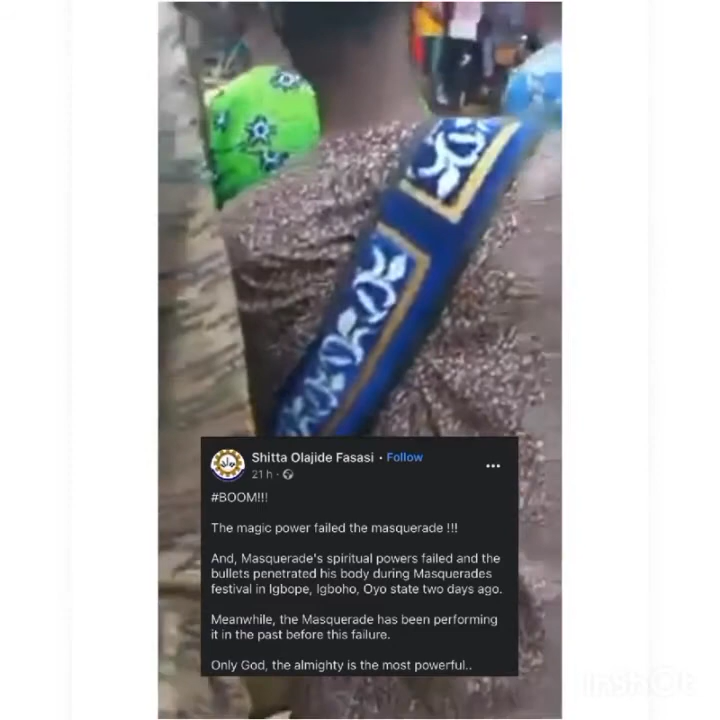 Shitta Olajide Fasasi · Follow
21 h ·
#BOOM!!!
The magic power failed the masquerade !!!
And, Masquerade's spiritual powers failed and the
bullets penetrated his body during Masquerades
festival in Igbope, Igboho, Oyo state two days ago.
Meanwhile, the Masquerade has been performing
it in the past before this failure.
Only God, the almighty is the most powerful..
INSHOT